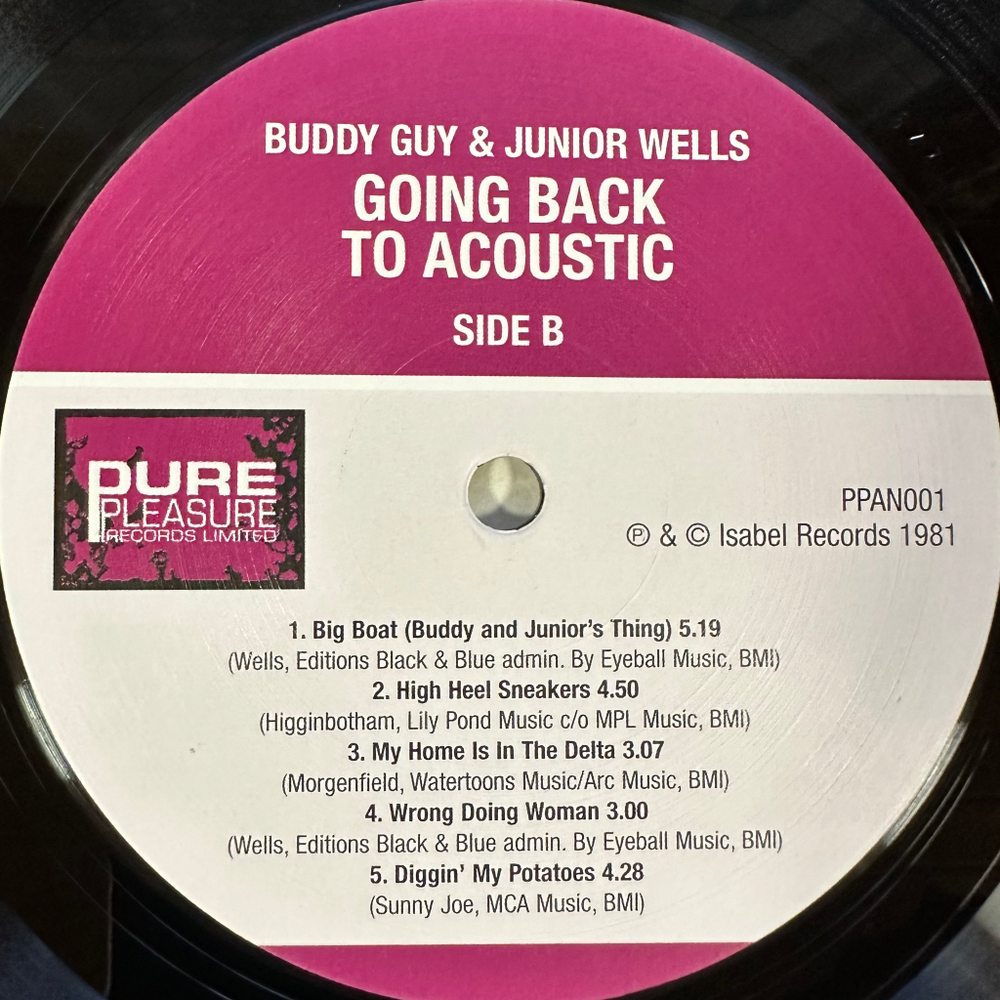 BUDDY GUY & JUNIOR WELLS
GOING BACK
TO ACOUSTIC
SIDE B
PURE
PLEASURE
RECORDS LIMITED
PPAN001
℗ & © Isabel Records 1981
1. Big Boat (Buddy and Junior's Thing) 5.19
(Wells, Editions Black & Blue admin. By Eyeball Music, BMI)
2. High Heel Sneakers 4.50
(Higginbotham, Lily Pond Music c/o MPL Music, BMI)
3. My Home Is In The Delta 3.07
(Morgenfield, Watertoons Music/Arc Music, BMI)
4. Wrong Doing Woman 3.00
(Wells, Editions Black & Blue admin. By Eyeball Music, BMI)
5. Diggin' My Potatoes 4.28
(Sunny Joe, MCA Music, BMI)